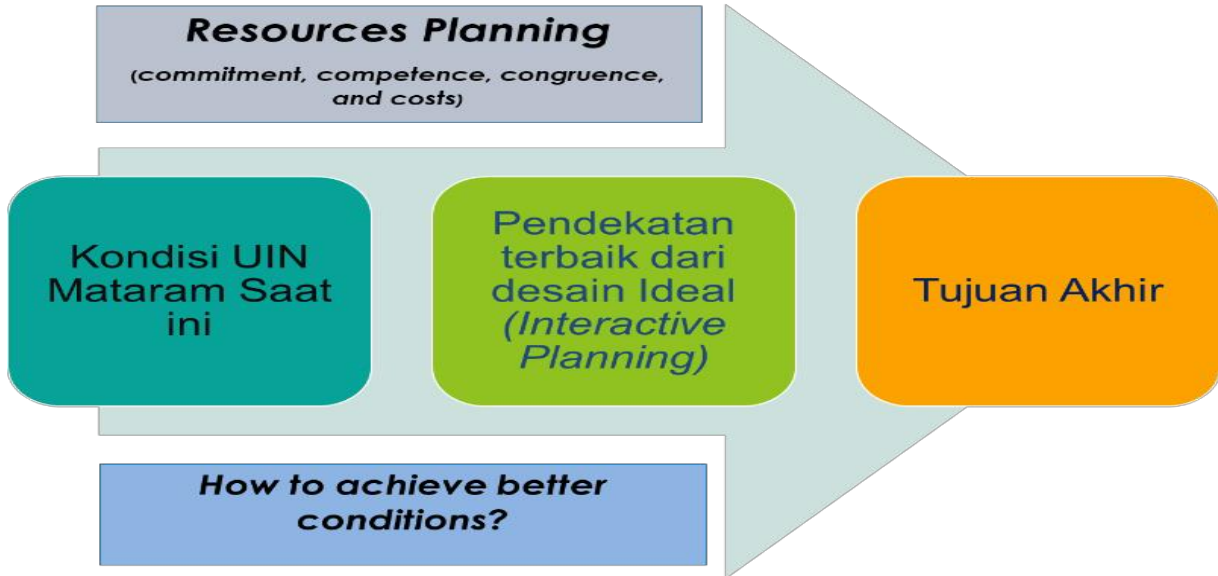 Resources Planning
(commitment, competence, congruence,
and costs)
Kondisi UIN
Mataram Saat
ini
Pendekatan
terbaik dari
desain Ideal
(Interactive
Planning)
Tujuan Akhir
How to achieve better
conditions?